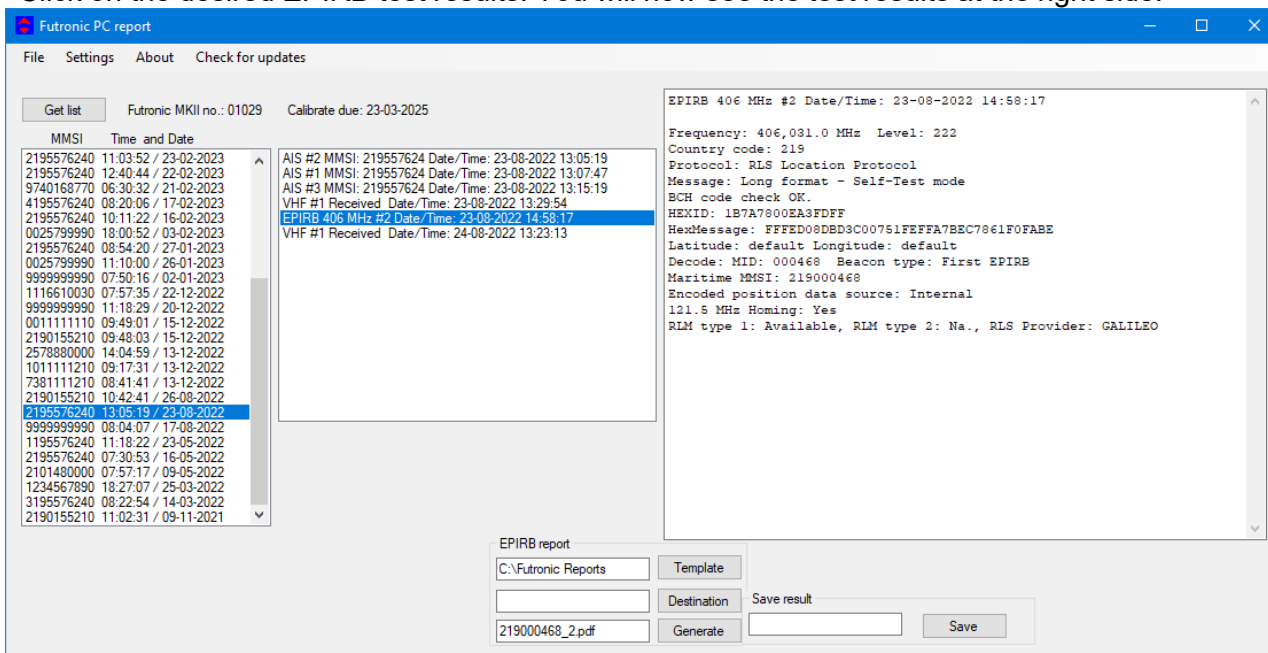 Click on the desired EPIRB test results. You will now see the test results at the right side.
Futronic PC report
File Settings About Check for updates
Get list Futronic MKII no.: 01029 Calibrate due: 23-03-2025
MMSI Time and Date
2195576240 11:03:52 / 23-02-2023
2195576240 12:40:44 / 22-02-2023
9740168770 06:30:32 / 21-02-2023
4195576240 08:20:06 / 17-02-2023
2195576240 10:11:22 / 16-02-2023
0025799990 18:00:52 / 03-02-2023
2195576240 08:54:20 / 27-01-2023
0025799990 11:10:00 / 26-01-2023
9999999990 07:50:16 / 02-01-2023
1116610030 07:57:35 / 22-12-2022
9999999990 11:18:29 / 20-12-2022
0011111110 09:49:01 / 15-12-2022
2190155210 09:48:03 / 15-12-2022
2578880000 14:04:59 / 13-12-2022
1011111210 09:17:31 / 13-12-2022
7381111210 08:41:41 / 13-12-2022
2190155210 10:42:41 / 26-08-2022
2195576240 13:05:19 / 23-08-2022
9999999990 08:04:07 / 17-08-2022
1195576240 11:18:22 / 23-05-2022
2195576240 07:30:53 / 16-05-2022
2101480000 07:57:17 / 09-05-2022
1234567890 18:27:07 / 25-03-2022
3195576240 08:22:54 / 14-03-2022
2190155210 11:02:31 / 09-11-2021
AIS #2 MMSI: 219557624 Date/Time: 23-08-2022 13:05:19
AIS #1 MMSI: 219557624 Date/Time: 23-08-2022 13:07:47
AIS #3 MMSI: 219557624 Date/Time: 23-08-2022 13:15:19
VHF #1 Received Date/Time: 23-08-2022 13:29:54
EPIRB 406 MHz #2 Date/Time: 23-08-2022 14:58:17
VHF #1 Received Date/Time: 24-08-2022 13:23:13
EPIRB 406 MHz #2 Date/Time: 23-08-2022 14:58:17
Frequency: 406,031.0 MHz Level: 222
Country code: 219
Protocol: RLS Location Protocol
Message: Long format - Self-Test mode
BCH code check OK.
HEXID: 1B7A7800EA3FDFF
HexMessage: FFFED08DBD3C00751FEFFA7BEC7861F0FABE
Latitude: default Longitude: default
Decode: MID: 000468 Beacon type: First EPIRB
Maritime MMSI: 219000468
Encoded position data source: Internal
121.5 MHz Homing: Yes
RLM type 1: Available, RLM type 2: Na., RLS Provider: GALILEO
EPIRB report
C:\Futronic Reports Template
Destination
219000468_2.pdf Generate
Save result
Save